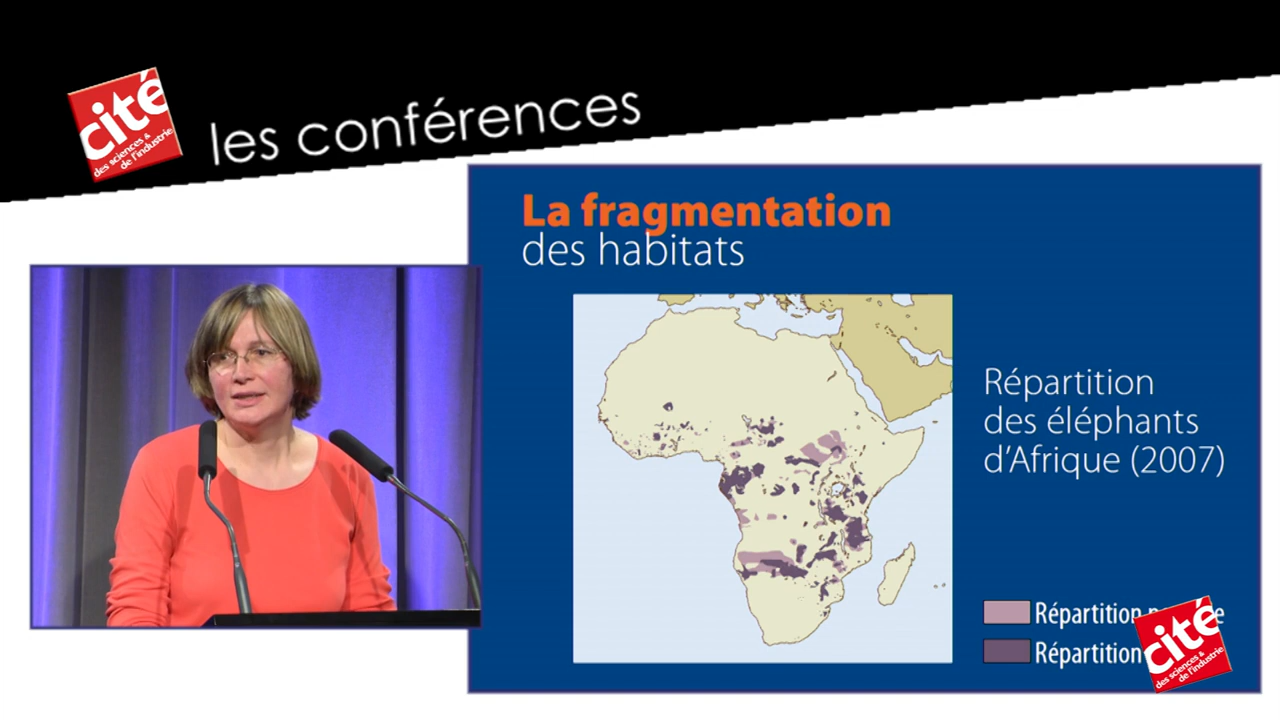 cité
des sciences &
de l'industrie
les conférences
La fragmentation
des habitats
Répartition
des éléphants
d'Afrique (2007)
Répartition
Répartition
cité
des sciences &
de l'industrie